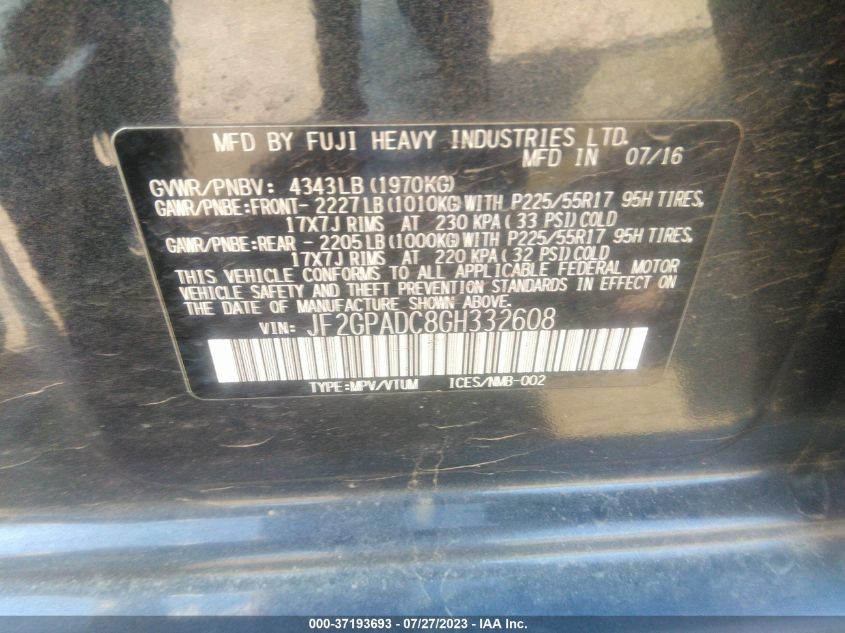 MFD BY FUJI HEAVY INDUSTRIES LTD.
MFD IN 07/16
GVWR/PNBV: 4343LB (1970KG)
GAWR/PNBE:FRONT- 2227LB (1010KG) WITH P225/55R17 95H TIRES,
17X7J RIMS AT 230 KPA ( 33 PSI) COLD
GAWR/PNBE:REAR - 2205LB (1000KG) WITH P225/55R17 95H TIRES,
17X7J RIMS AT 220 KPA ( 32 PSI) COLD
THIS VEHICLE CONFORMS TO ALL APPLICABLE FEDERAL MOTOR
VEHICLE SAFETY AND THEFT PREVENTION STANDARDS IN EFFECT ON
THE DATE OF MANUFACTURE SHOWN ABOVE.
VIN: JF2GPADC8GH332608
TYPE:MPV/VTUM ICES/NMB-002
000-37193693 / 07/27/2023 - IAAI Inc.